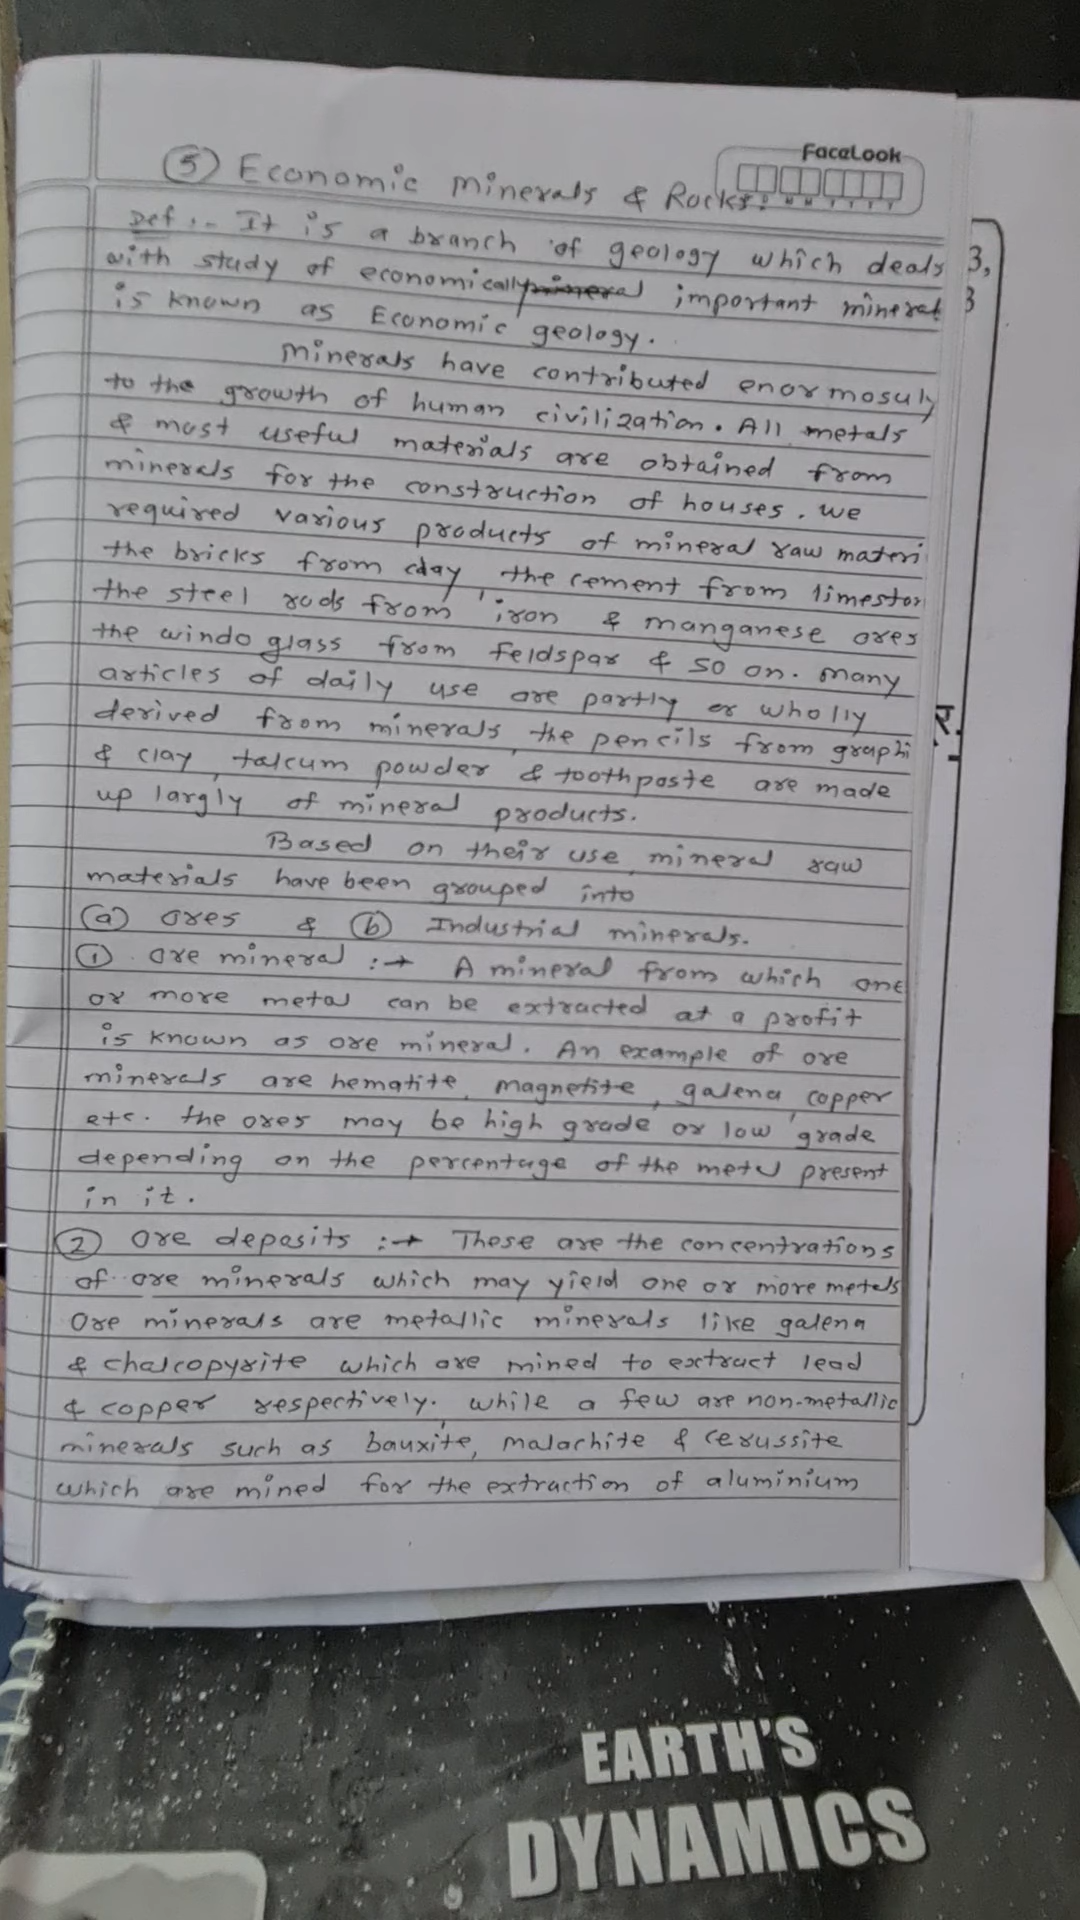 FaceLook
⑤ Economic minerals & Rocks.
Def :- It is a branch of geology which deals
with study of economically mineral important mineral
is known as Economic geology.
minerals have contributed enormosuly
to the growth of human civilization. All metals
& most useful materials are obtained from
minerals for the construction of houses. we
required various products of mineral raw materi
the bricks from clay, the cement from limeston
the steel rods from iron & manganese ores
the windo glass from feldspar & so on. many
articles of daily use are partly or wholly
derived from minerals, the pencils from graphi
& clay, talcum powder & toothpaste are made
up largly of mineral products.
Based on their use mineral raw
materials have been grouped into
(a) ores & (b) Industrial minerals.
① ore mineral :→ A mineral from which one
or more metal can be extracted at a profit
is known as ore mineral. An example of ore
minerals are hematite, magnetite, galena, copper
etc. the ores may be high grade or low grade
depending on the percentage of the metal present
in it.
② ore deposits :→ These are the concentrations
of ore minerals which may yield one or more metals
Ore minerals are metallic minerals like galena
& chalcopyrite which are mined to extract lead
& copper respectively. while a few are non-metallic
minerals such as bauxite, malachite & cerussite
which are mined for the extraction of aluminium
3,
3
EARTH'S
DYNAMICS